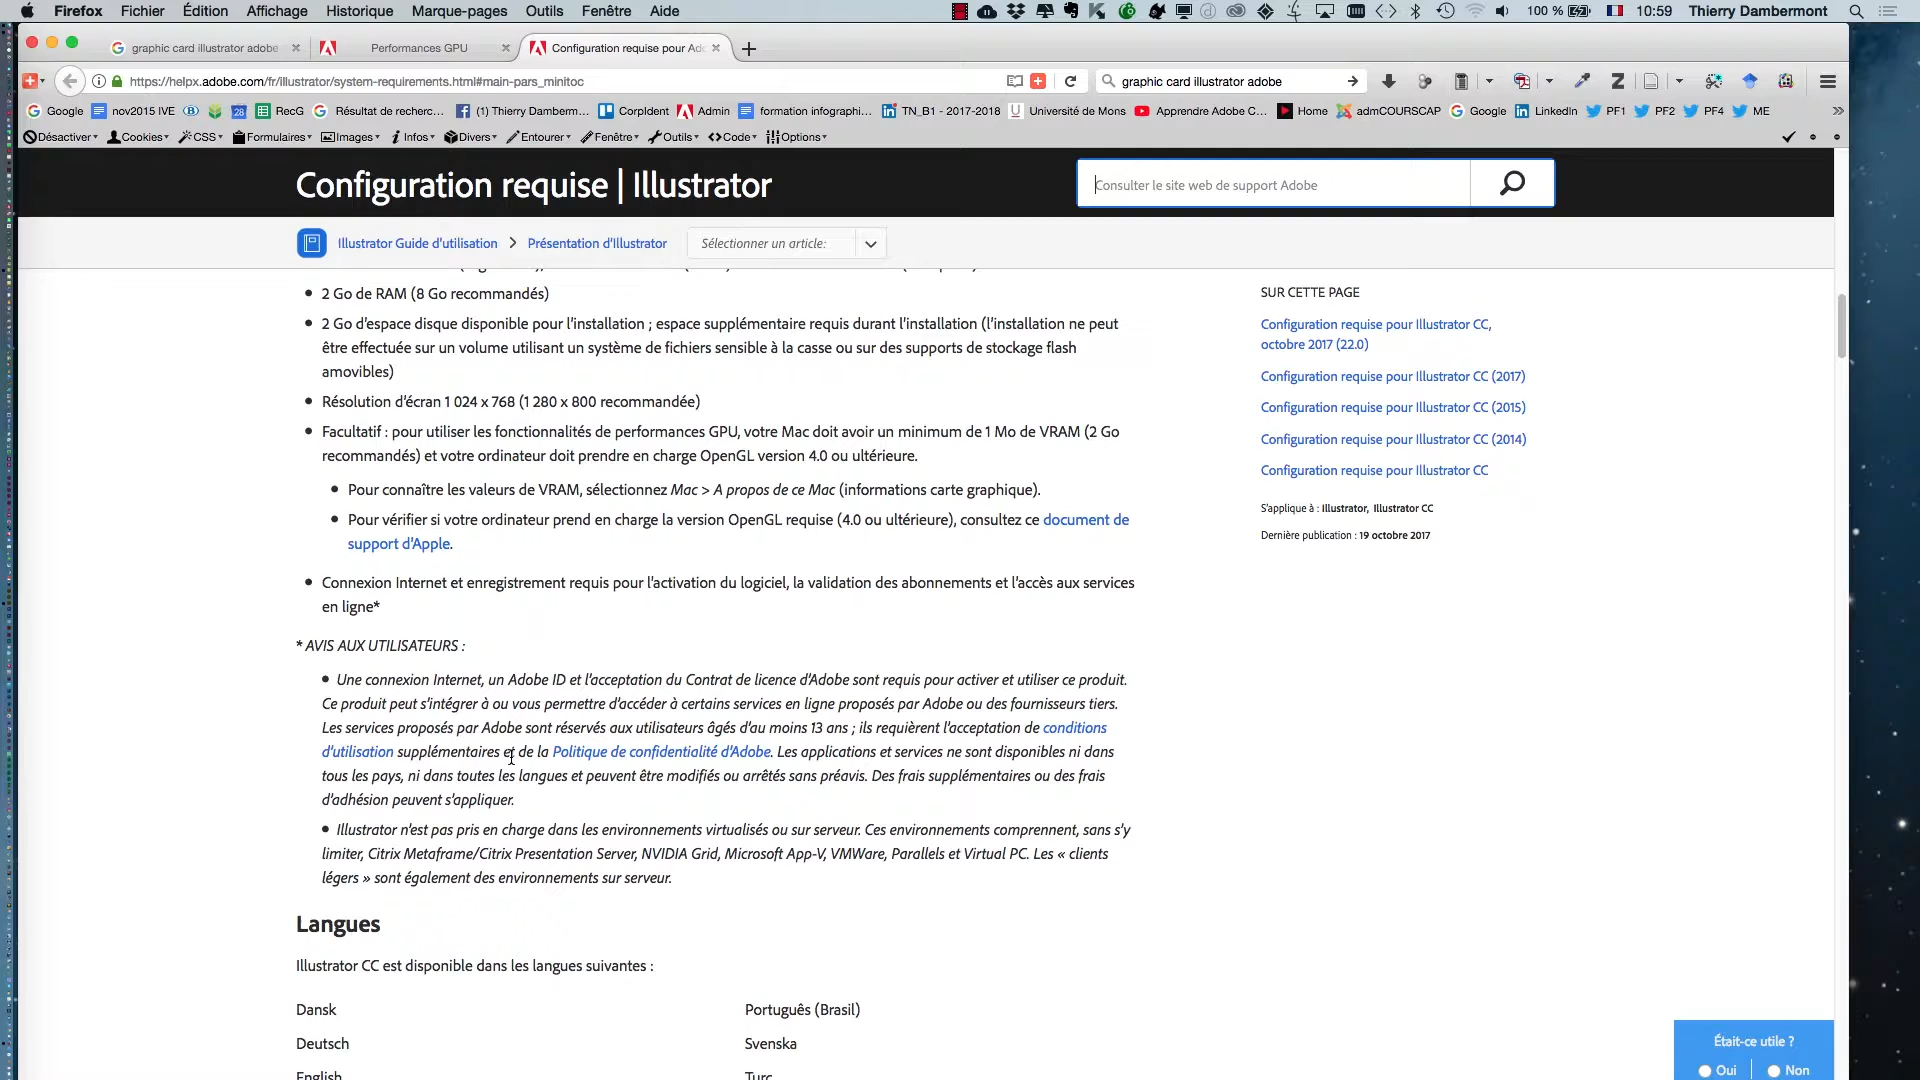 Firefox Fichier Édition Affichage Historique Marque-pages Outils Fenêtre Aide 100 % 10:59 Thierry Dambermont
graphic card illustrator adobe Performances GPU Configuration requise pour Ad
https://helpx.adobe.com/fr/illustrator/system-requirements.html#main-pars_minitoc graphic card illustrator adobe
Google nov2015 IVE 28 RecG Résultat de recherc… (1) Thierry Damberm… CorpIdent Admin formation infographi… TN_B1 - 2017-2018 Université de Mons Apprendre Adobe C… Home admCOURSCAP Google LinkedIn PF1 PF2 PF4 ME
Désactiver Cookies CSS Formulaires Images Infos Divers Entourer Fenêtre Outils Code Options
Configuration requise | Illustrator
Consulter le site web de support Adobe
Illustrator Guide d'utilisation > Présentation d'Illustrator Sélectionner un article:
2 Go de RAM (8 Go recommandés)
2 Go d'espace disque disponible pour l'installation ; espace supplémentaire requis durant l'installation (l'installation ne peut
être effectuée sur un volume utilisant un système de fichiers sensible à la casse ou sur des supports de stockage flash
amovibles)
Résolution d'écran 1 024 x 768 (1 280 x 800 recommandée)
Facultatif : pour utiliser les fonctionnalités de performances GPU, votre Mac doit avoir un minimum de 1 Mo de VRAM (2 Go
recommandés) et votre ordinateur doit prendre en charge OpenGL version 4.0 ou ultérieure.
Pour connaître les valeurs de VRAM, sélectionnez Mac > A propos de ce Mac (informations carte graphique).
Pour vérifier si votre ordinateur prend en charge la version OpenGL requise (4.0 ou ultérieure), consultez ce document de
support d'Apple.
Connexion Internet et enregistrement requis pour l'activation du logiciel, la validation des abonnements et l'accès aux services
en ligne*
* AVIS AUX UTILISATEURS :
Une connexion Internet, un Adobe ID et l'acceptation du Contrat de licence d'Adobe sont requis pour activer et utiliser ce produit.
Ce produit peut s'intégrer à ou vous permettre d'accéder à certains services en ligne proposés par Adobe ou des fournisseurs tiers.
Les services proposés par Adobe sont réservés aux utilisateurs âgés d'au moins 13 ans ; ils requièrent l'acceptation de conditions
d'utilisation supplémentaires et de la Politique de confidentialité d'Adobe. Les applications et services ne sont disponibles ni dans
tous les pays, ni dans toutes les langues et peuvent être modifiés ou arrêtés sans préavis. Des frais supplémentaires ou des frais
d'adhésion peuvent s'appliquer.
Illustrator n'est pas pris en charge dans les environnements virtualisés ou sur serveur. Ces environnements comprennent, sans s'y
limiter, Citrix Metaframe/Citrix Presentation Server, NVIDIA Grid, Microsoft App-V, VMWare, Parallels et Virtual PC. Les « clients
légers » sont également des environnements sur serveur.
Langues
Illustrator CC est disponible dans les langues suivantes :
Dansk Português (Brasil)
Deutsch Svenska
English Turc
SUR CETTE PAGE
Configuration requise pour Illustrator CC,
octobre 2017 (22.0)
Configuration requise pour Illustrator CC (2017)
Configuration requise pour Illustrator CC (2015)
Configuration requise pour Illustrator CC (2014)
Configuration requise pour Illustrator CC
S'applique à : Illustrator, Illustrator CC
Dernière publication : 19 octobre 2017
Était-ce utile ?
Oui Non